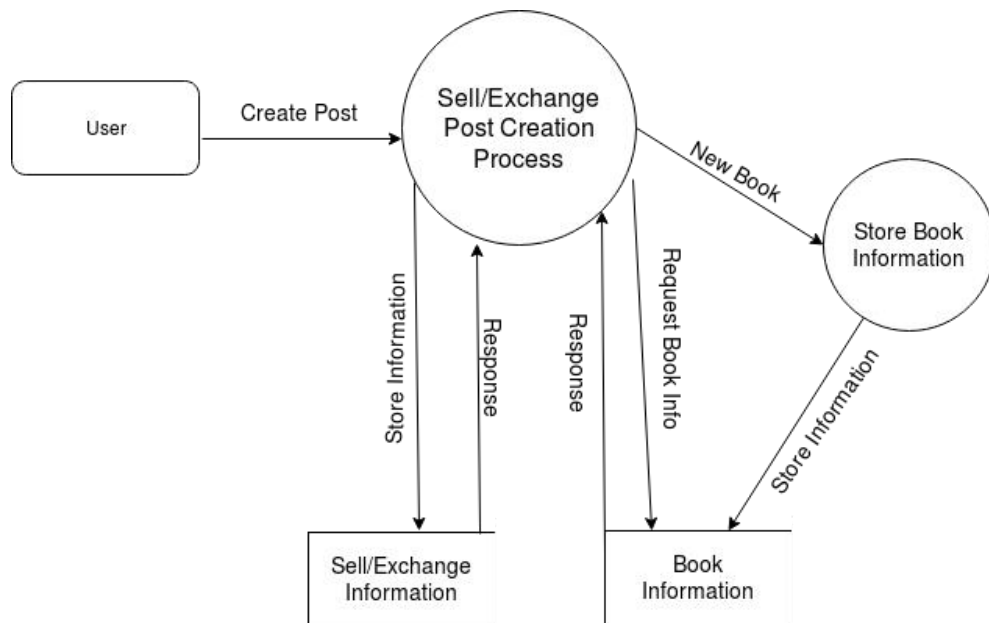 User
Create Post
Sell/Exchange
Post Creation
Process
New Book
Store Book
Information
Store Information
Response
Response
Request Book Info
Store Information
Sell/Exchange
Information
Book
Information